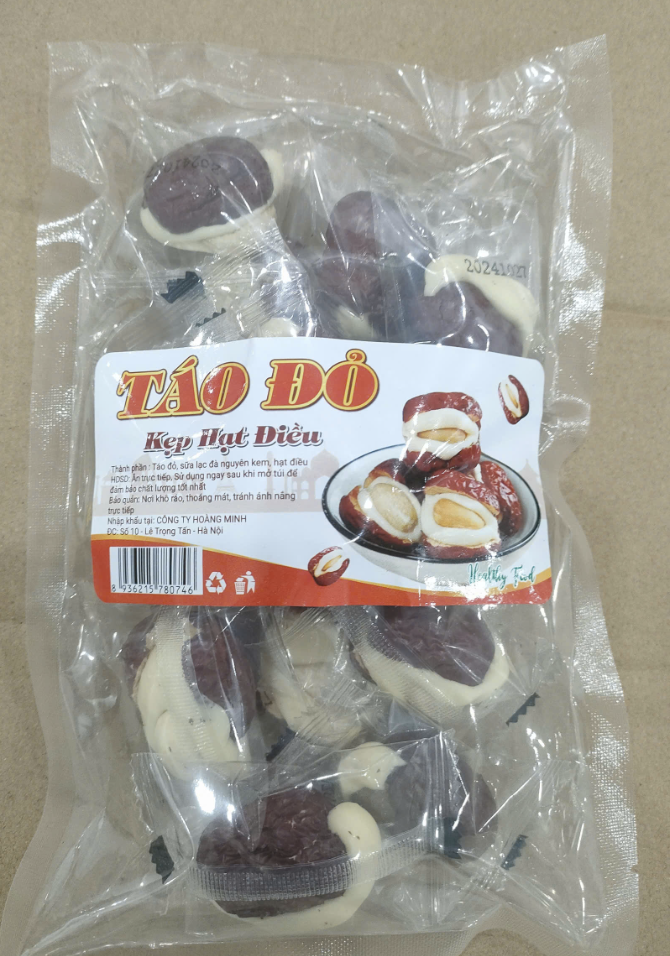 20241027
TÁO ĐỎ
Kẹp Hạt Điều
Thành phần : Táo đỏ, sữa lạc đà nguyên kem, hạt điều
HDSD: Ăn trực tiếp, Sử dụng ngay sau khi mở túi để
đảm bảo chất lượng tốt nhất
Bảo quản: Nơi khô ráo, thoáng mát, tránh ánh nắng
trực tiếp
Nhập khẩu tại: CÔNG TY HOÀNG MINH
ĐC: Số 10 - Lê Trọng Tấn - Hà Nội
8 936215 780746
Healthy Food